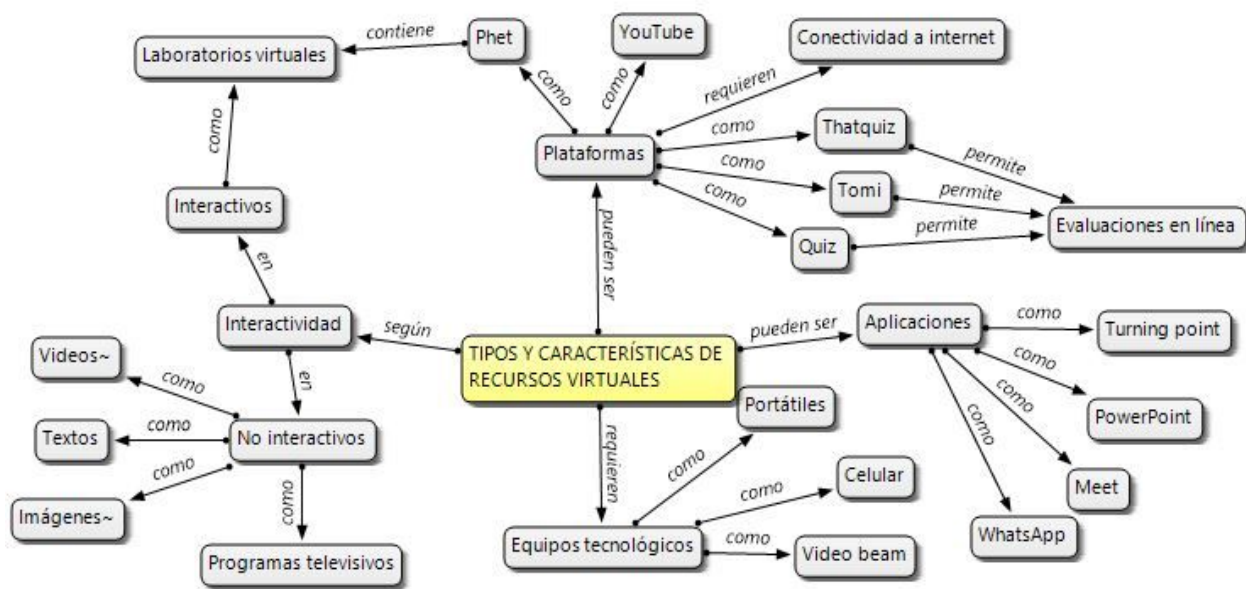 Laboratorios virtuales
contiene
Phet
YouTube
Conectividad a internet
como
como
requieren
como
Plataformas
como
Thatquiz
permite
como
Tomi
permite
Interactivos
como
Quiz
permite
Evaluaciones en línea
en
pueden ser
Interactividad
según
TIPOS Y CARACTERÍSTICAS DE
RECURSOS VIRTUALES
pueden ser
Aplicaciones
como
Turning point
Videos~
como
en
como
PowerPoint
Textos
como
No interactivos
requieren
Portátiles
como
como
Meet
Imágenes~
como
como
como
como
Celular
WhatsApp
Programas televisivos
Equipos tecnológicos
como
Video beam